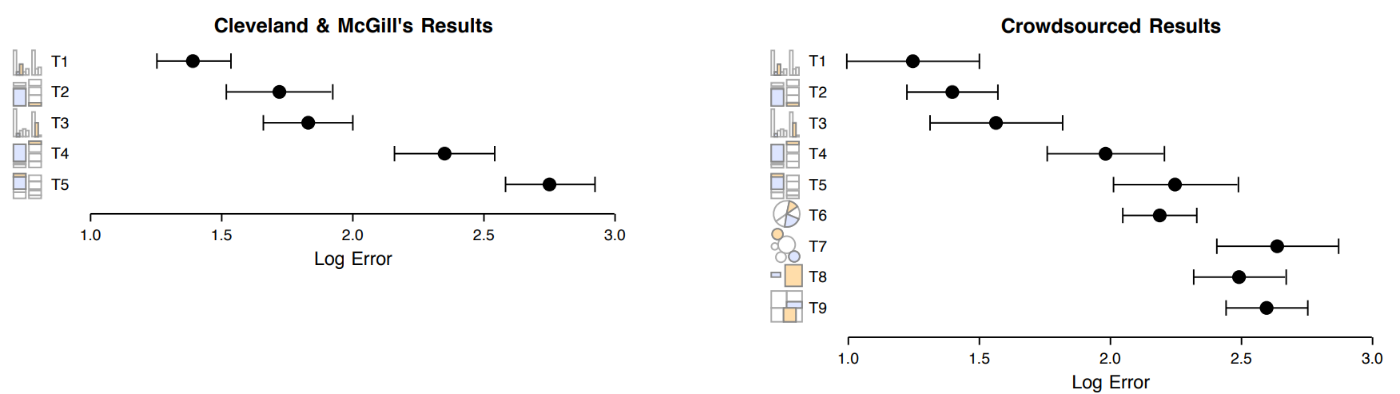 Cleveland & McGill's Results
T1
T2
T3
T4
T5
1.0 1.5 2.0 2.5 3.0
Log Error
Crowdsourced Results
T1
T2
T3
T4
T5
T6
T7
T8
T9
1.0 1.5 2.0 2.5 3.0
Log Error